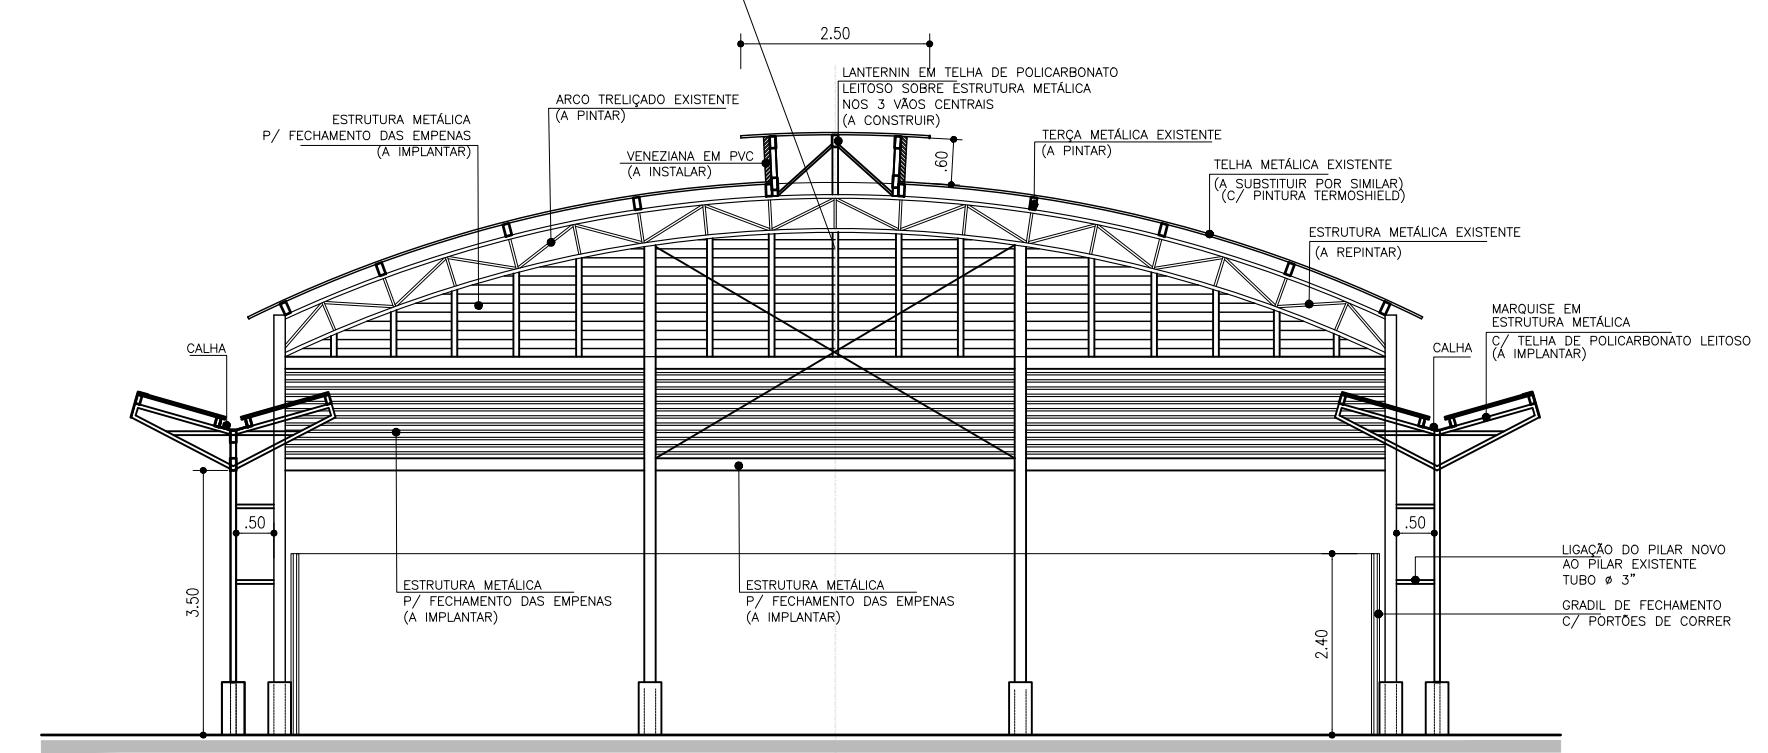 2.50
LANTERNIN EM TELHA DE POLICARBONATO
LEITOSO SOBRE ESTRUTURA METÁLICA
NOS 3 VÃOS CENTRAIS
(A CONSTRUIR)
ARCO TRELIÇADO EXISTENTE
(A PINTAR)
ESTRUTURA METÁLICA
P/ FECHAMENTO DAS EMPENAS
(A IMPLANTAR)
VENEZIANA EM PVC
(A INSTALAR)
.60
TERÇA METÁLICA EXISTENTE
(A PINTAR)
TELHA METÁLICA EXISTENTE
(A SUBSTITUIR POR SIMILAR)
(C/ PINTURA TERMOSHIELD)
ESTRUTURA METÁLICA EXISTENTE
(A REPINTAR)
MARQUISE EM
ESTRUTURA METÁLICA
C/ TELHA DE POLICARBONATO LEITOSO
(A IMPLANTAR)
CALHA
CALHA
.50
.50
3.50
ESTRUTURA METÁLICA
P/ FECHAMENTO DAS EMPENAS
(A IMPLANTAR)
ESTRUTURA METÁLICA
P/ FECHAMENTO DAS EMPENAS
(A IMPLANTAR)
2.40
LIGAÇÃO DO PILAR NOVO
AO PILAR EXISTENTE
TUBO ø 3"
GRADIL DE FECHAMENTO
C/ PORTÕES DE CORRER